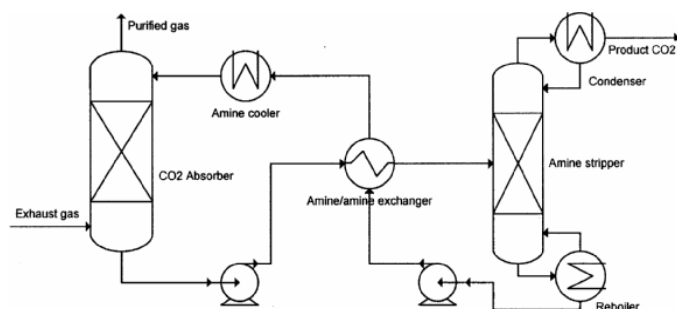 Purified gas
Product CO2
Condenser
Amine cooler
CO2 Absorber
Amine stripper
Amine/amine exchanger
Exhaust gas
Reboiler